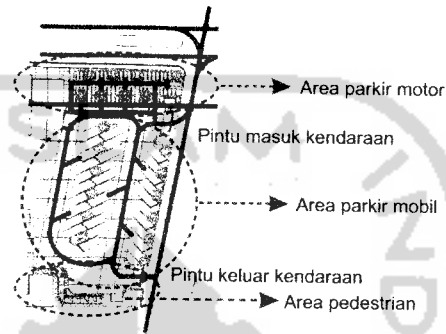 Area parkir motor
Pintu masuk kendaraan
Area parkir mobil
Pintu keluar kendaraan
Area pedestrian